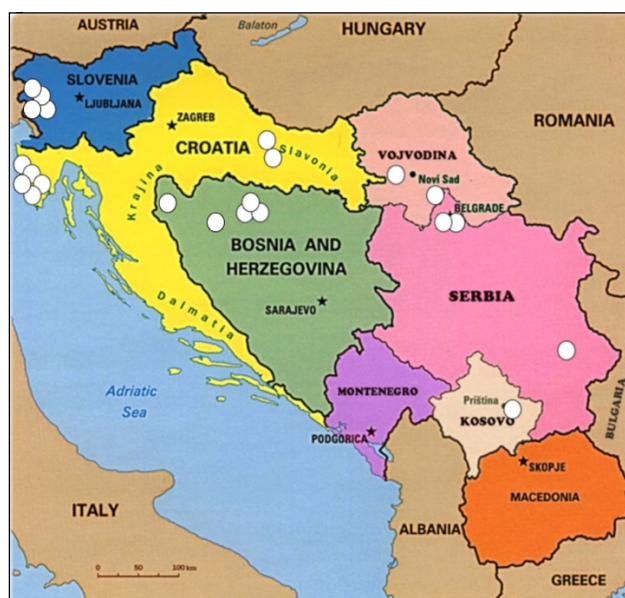 AUSTRIA
Balaton
HUNGARY
SLOVENIA
LJUBLJANA
ZAGREB
CROATIA
Slavonia
ROMANIA
VOJVODINA
Novi Sad
BELGRADE
Krajina
BOSNIA AND
HERZEGOVINA
SARAJEVO
SERBIA
Dalmatia
Adriatic
Sea
MONTENEGRO
PODGORICA
Priština
KOSOVO
BULGARIA
SKOPJE
MACEDONIA
ITALY
ALBANIA
GREECE
0 50 100 km